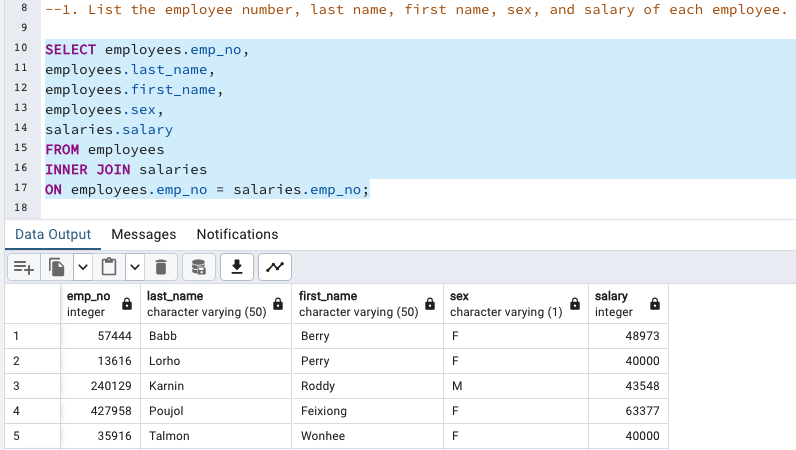 8 --1. List the employee number, last name, first name, sex, and salary of each employee.
9
10 SELECT employees.emp_no,
11 employees.last_name,
12 employees.first_name,
13 employees.sex,
14 salaries.salary
15 FROM employees
16 INNER JOIN salaries
17 ON employees.emp_no = salaries.emp_no;
18
Data Output Messages Notifications
emp_no last_name first_name sex salary
integer character varying (50) character varying (50) character varying (1) integer
1 57444 Babb Berry F 48973
2 13616 Lorho Perry F 40000
3 240129 Karnin Roddy M 43548
4 427958 Poujol Feixiong F 63377
5 35916 Talmon Wonhee F 40000